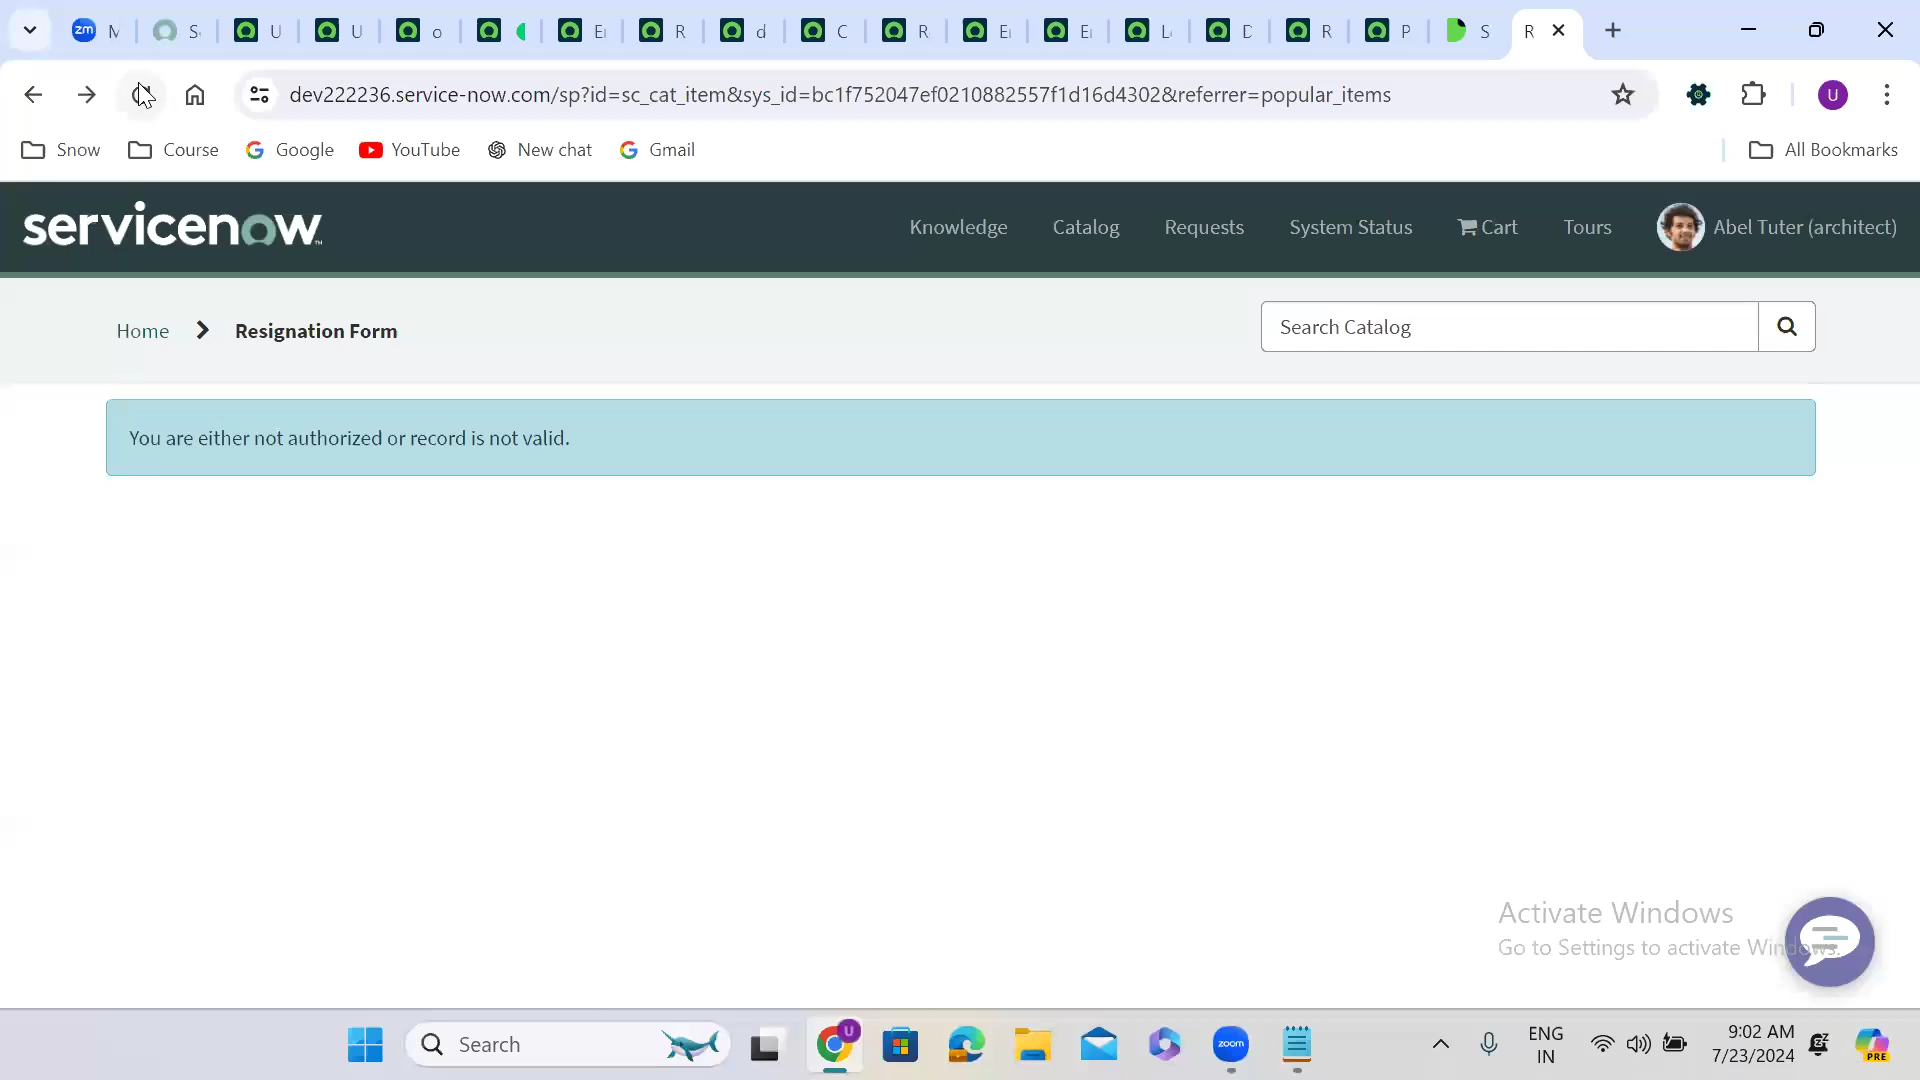 zm M S U U o E R d C R E E L D R P S R
dev222236.service-now.com/sp?id=sc_cat_item&sys_id=bc1f752047ef0210882557f1d16d4302&referrer=popular_items
U
Snow Course Google YouTube New chat Gmail All Bookmarks
servicenow Knowledge Catalog Requests System Status Cart Tours Abel Tuter (architect)
Home Resignation Form Search Catalog
You are either not authorized or record is not valid.
Activate Windows
Go to Settings to activate Windows.
Search U zoom ENG IN 9:02 AM 7/23/2024 PRE